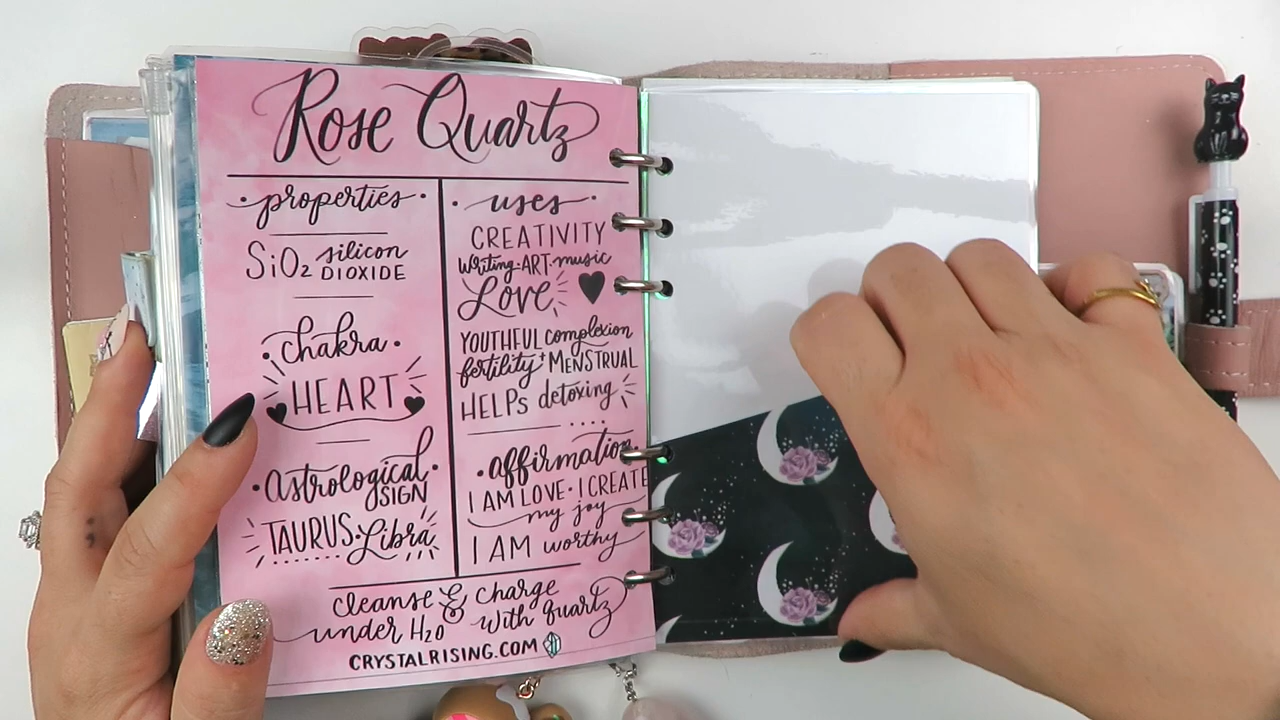 Rose Quartz
• properties •
SiO2 silicon
DIOXIDE
• chakra •
HEART
• Astrological •
SIGN
TAURUS • Libra
• uses •
CREATIVITY
writing • ART • music
Love
YOUTHFUL complexion
fertility + MENSTRUAL
HELPs detoxing
• affirmation
I AM LOVE • I CREATE
my joy
I AM worthy
cleanse & charge
under H2O with quartz
CRYSTALRISING.COM